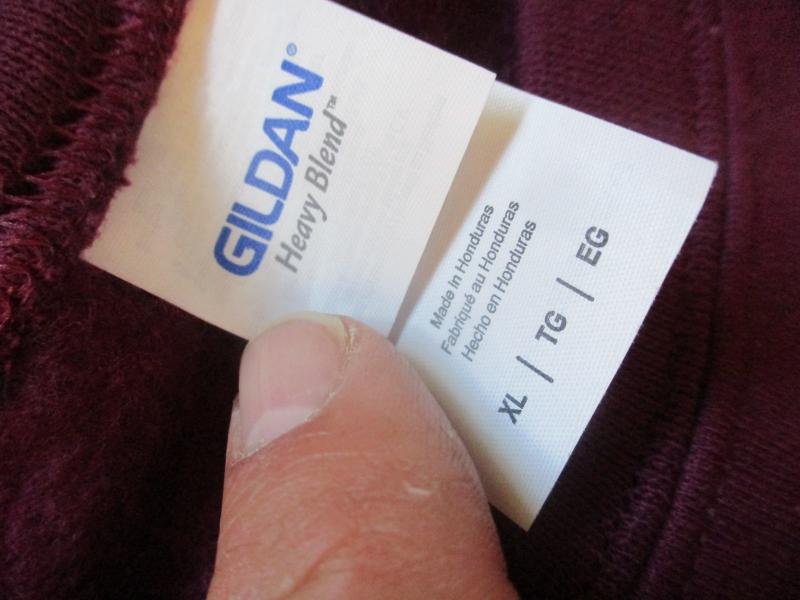 GILDAN®
Heavy Blend™
Made in Honduras
Fabriqué au Honduras
Hecho en Honduras
XL | TG | EG